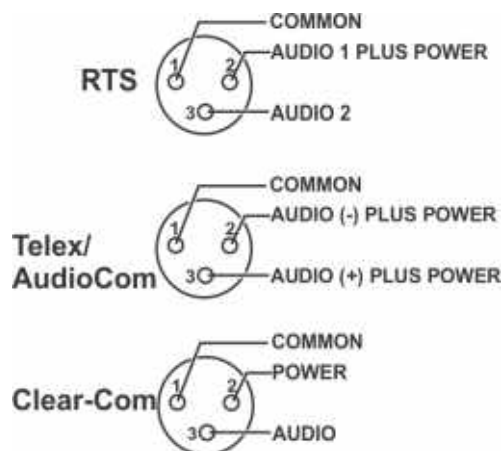 COMMON
AUDIO 1 PLUS POWER
RTS
1 2
3
AUDIO 2
COMMON
AUDIO (-) PLUS POWER
Telex/
AudioCom
1 2
3
AUDIO (+) PLUS POWER
COMMON
POWER
Clear-Com
1 2
3
AUDIO